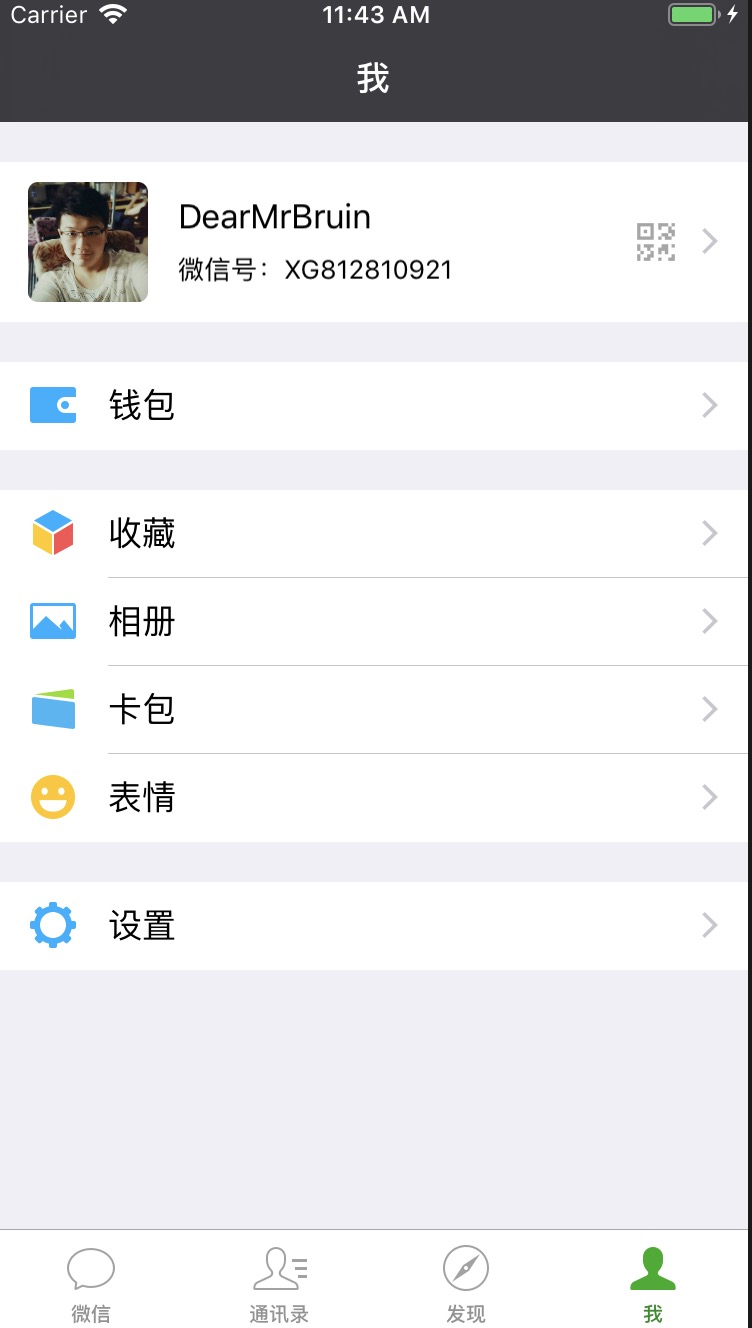 Carrier 11:43 AM
我
DearMrBruin
微信号：XG812810921
钱包
收藏
相册
卡包
表情
设置
微信 通讯录 发现 我